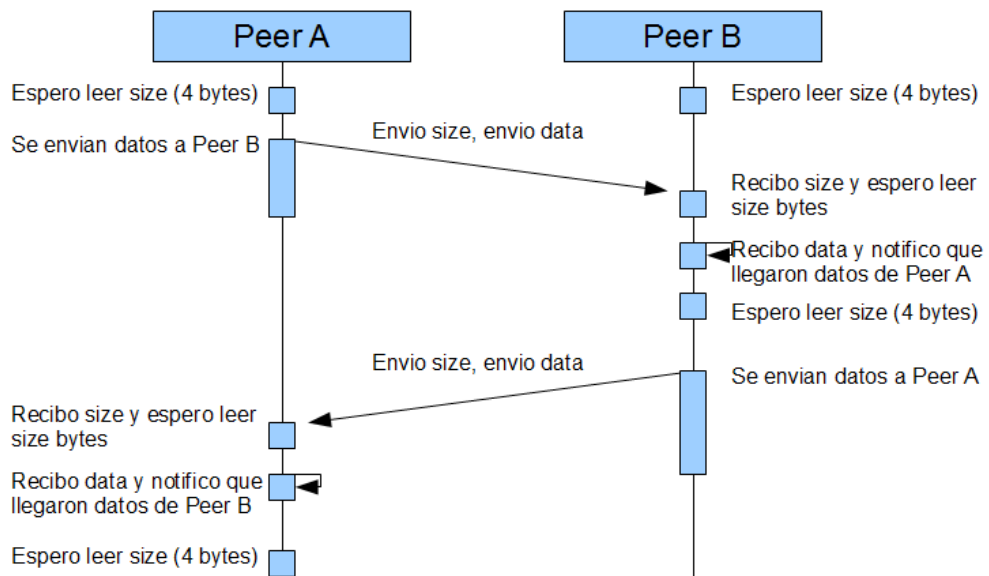 Peer A
Peer B
Espero leer size (4 bytes)
Espero leer size (4 bytes)
Se envian datos a Peer B
Envio size, envio data
Recibo size y espero leer
size bytes
Recibo data y notifico que
llegaron datos de Peer A
Espero leer size (4 bytes)
Envio size, envio data
Se envian datos a Peer A
Recibo size y espero leer
size bytes
Recibo data y notifico que
llegaron datos de Peer B
Espero leer size (4 bytes)